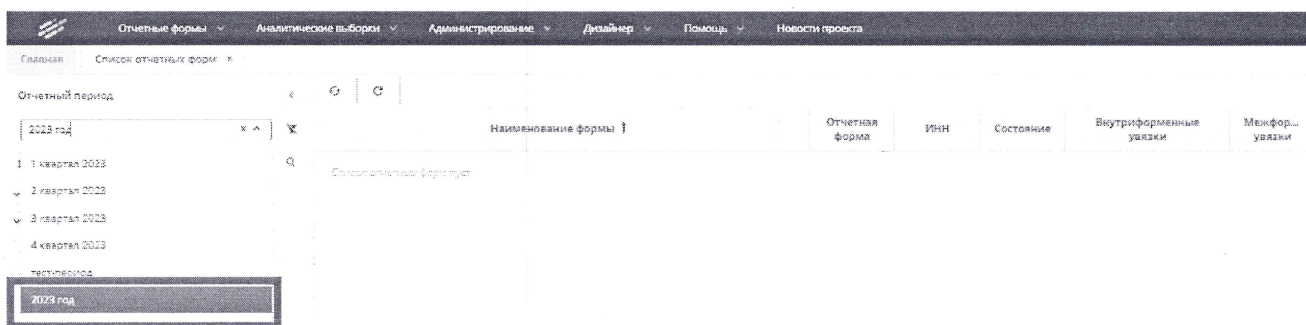 Отчетные формы Аналитические выборки Администрирование Дизайнер Помощь Новости проекта
Главная Список отчетных форм ×
Отчетный период
2023 год
1 квартал 2023
2 квартал 2023
3 квартал 2023
4 квартал 2023
тест-период
2023 год
Наименование формы
Отчетная
форма
ИНН
Состояние
Внутриформенные
увязки
Межфор...
увязки
Список отчетных форм пуст